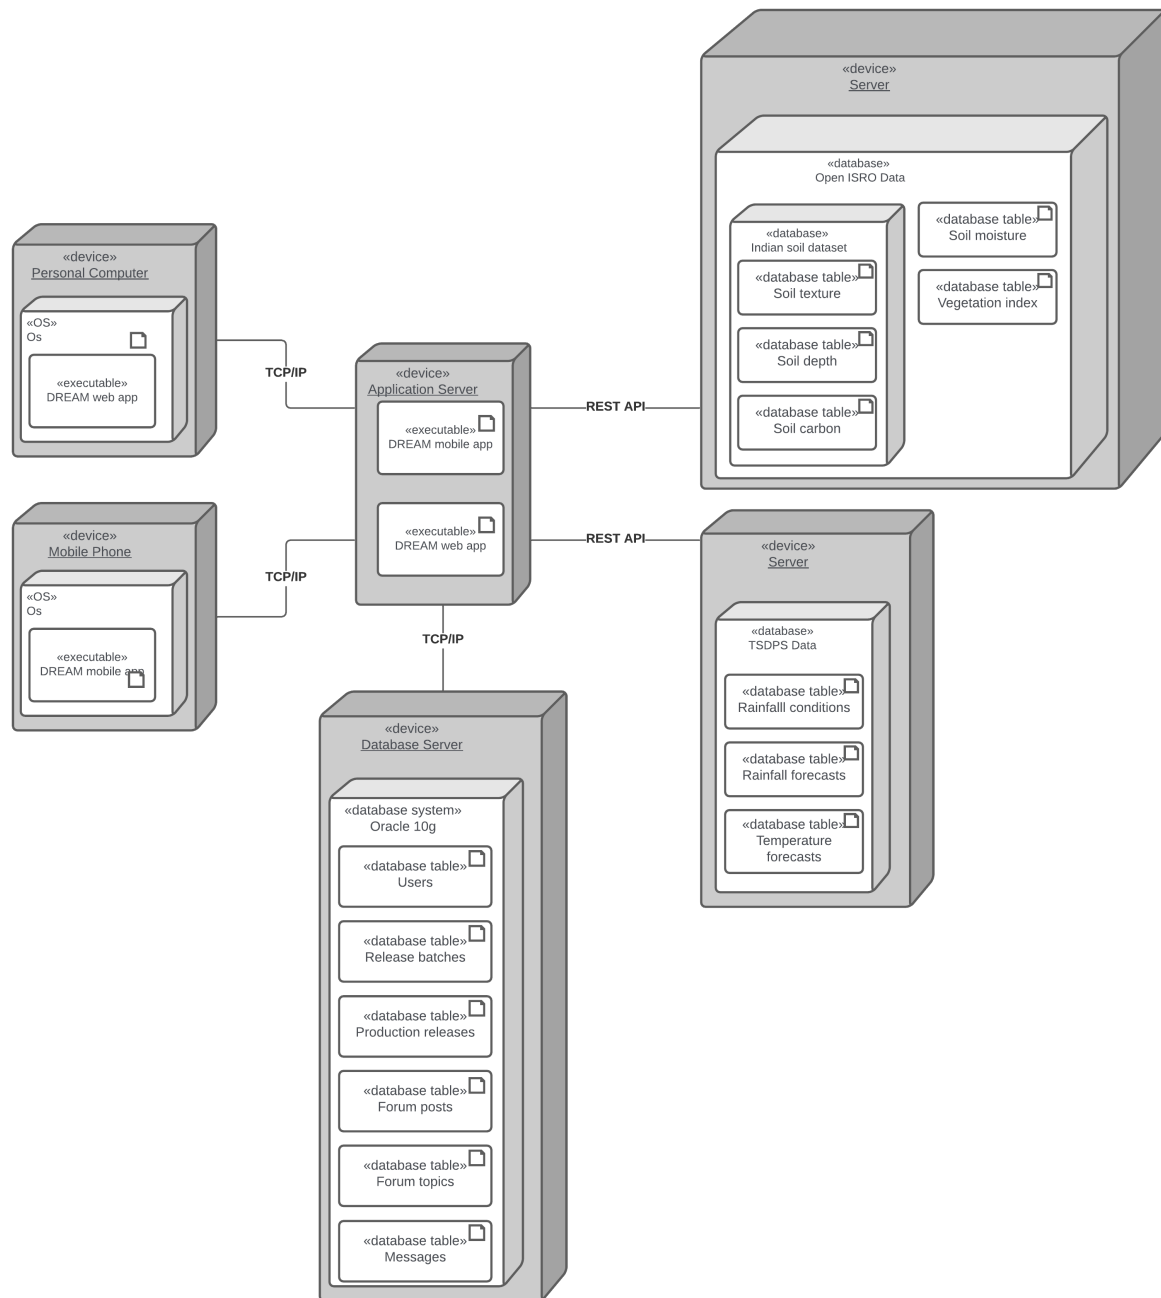 «device»
Server
«database»
Open ISRO Data
«database»
Indian soil dataset
«database table»
Soil texture
«database table»
Soil depth
«database table»
Soil carbon
«database table»
Soil moisture
«database table»
Vegetation index
«device»
Personal Computer
«OS»
Os
«executable»
DREAM web app
TCP/IP
«device»
Application Server
«executable»
DREAM mobile app
«executable»
DREAM web app
REST API
REST API
«device»
Mobile Phone
«OS»
Os
«executable»
DREAM mobile app
TCP/IP
TCP/IP
«device»
Server
«database»
TSDPS Data
«database table»
Rainfalll conditions
«database table»
Rainfall forecasts
«database table»
Temperature
forecasts
«device»
Database Server
«database system»
Oracle 10g
«database table»
Users
«database table»
Release batches
«database table»
Production releases
«database table»
Forum posts
«database table»
Forum topics
«database table»
Messages